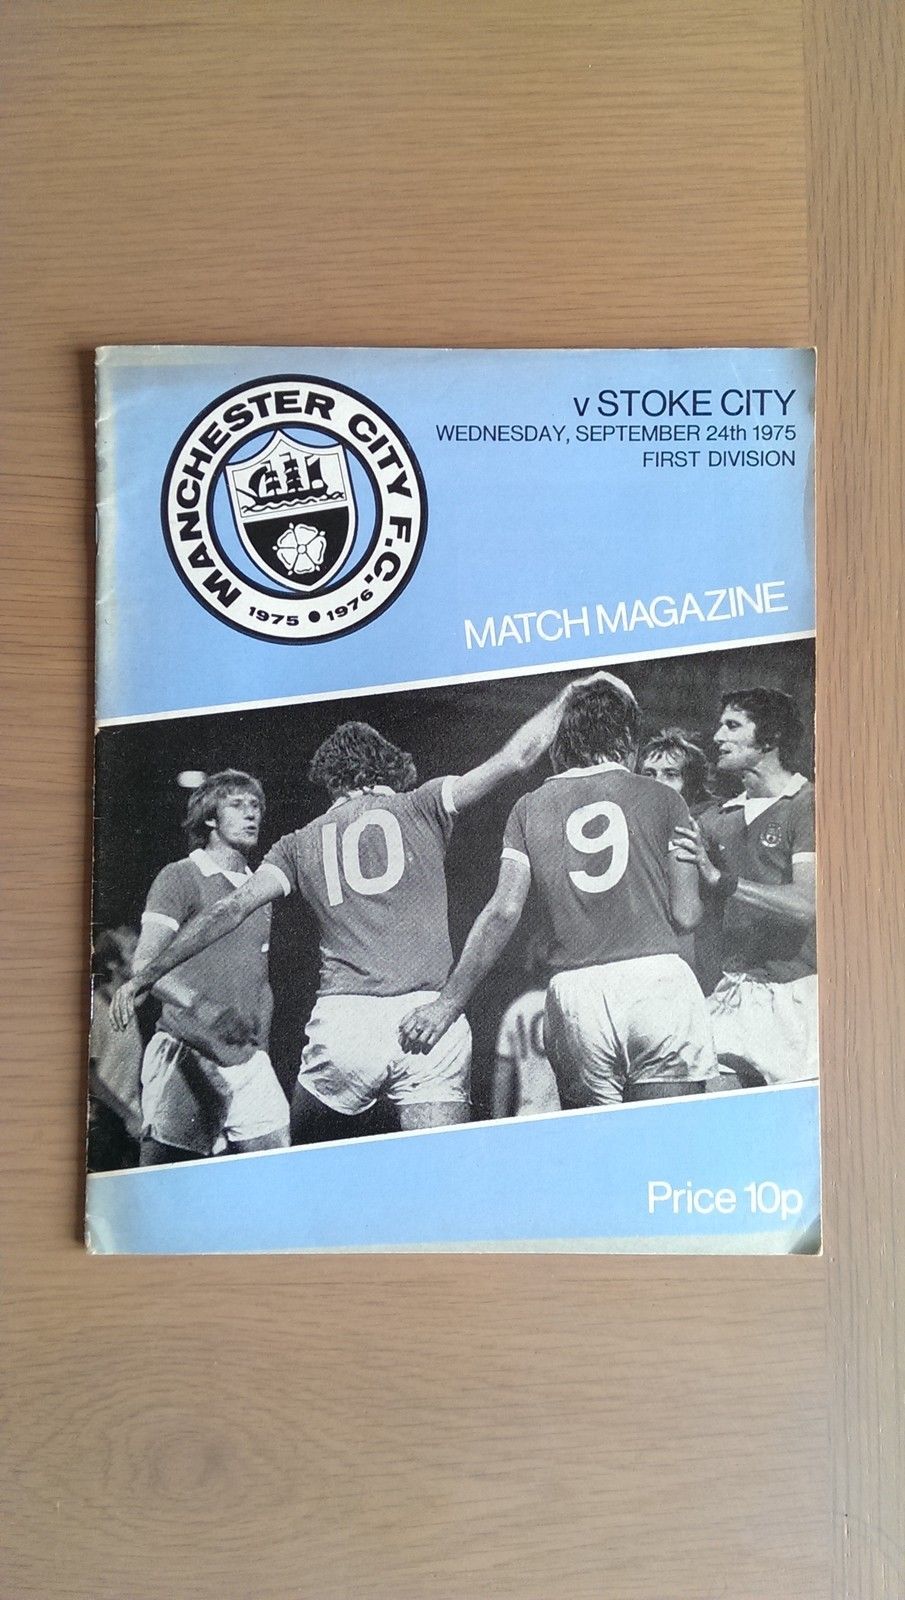 MANCHESTER CITY F.C.
1975 ● 1976
v STOKE CITY
WEDNESDAY, SEPTEMBER 24th 1975
FIRST DIVISION
MATCH MAGAZINE
10
9
Price 10p